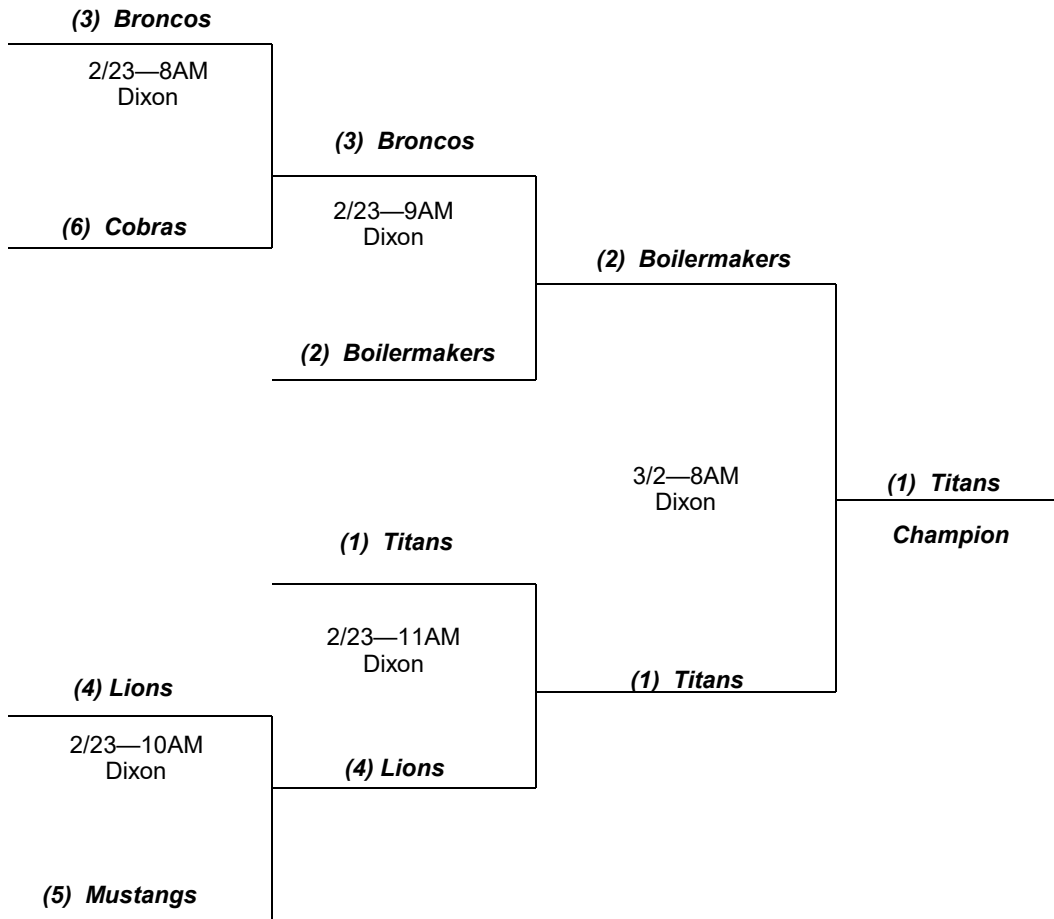 (3) Broncos
2/23—8AM
Dixon
(3) Broncos
(6) Cobras
2/23—9AM
Dixon
(2) Boilermakers
(2) Boilermakers
3/2—8AM
Dixon
(1) Titans
Champion
(1) Titans
2/23—11AM
Dixon
(1) Titans
(4) Lions
2/23—10AM
Dixon
(4) Lions
(5) Mustangs